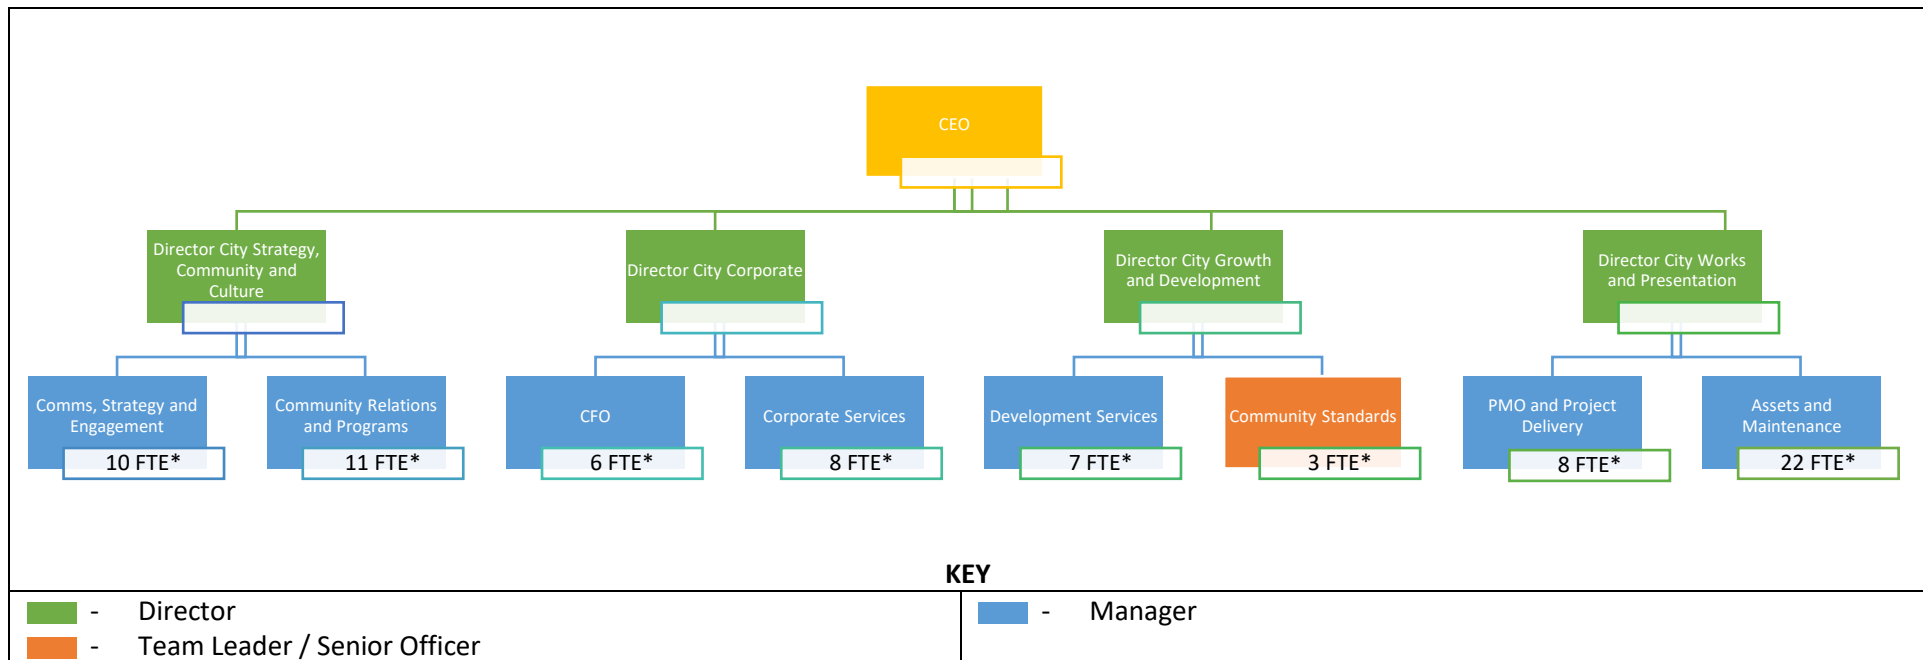 CEO
Director City Strategy,
Community and
Culture
Director City Corporate
Director City Growth
and Development
Director City Works
and Presentation
Comms, Strategy and
Engagement
10 FTE*
Community Relations
and Programs
11 FTE*
CFO
6 FTE*
Corporate Services
8 FTE*
Development Services
7 FTE*
Community Standards
3 FTE*
PMO and Project
Delivery
8 FTE*
Assets and
Maintenance
22 FTE*
KEY
- Director
- Team Leader / Senior Officer
- Manager